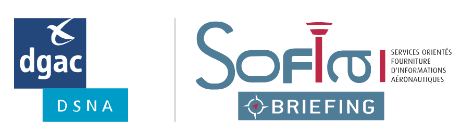 dgac
DSNA
SOFIA
SERVICES ORIENTÉS
FOURNITURE
D'INFORMATIONS
AÉRONAUTIQUES
BRIEFING